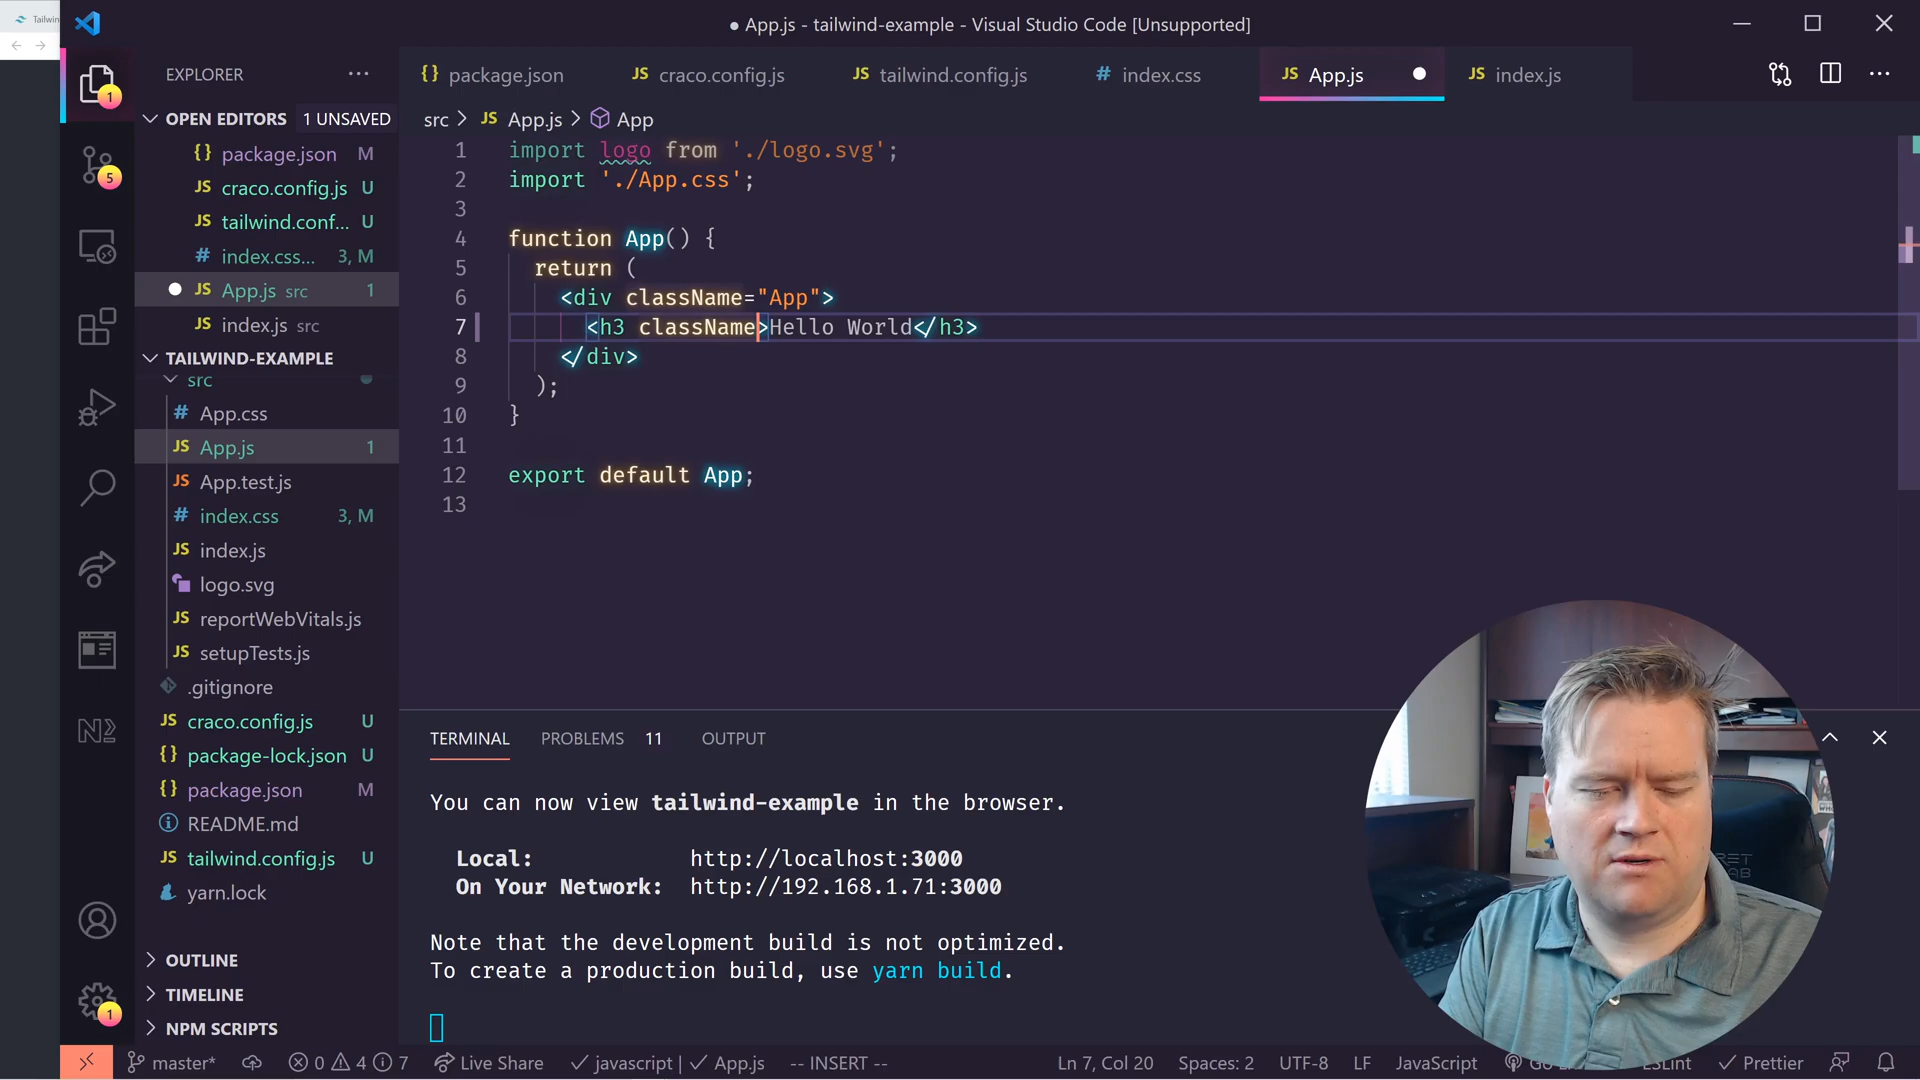 Tailwi
● App.js - tailwind-example - Visual Studio Code [Unsupported]
EXPLORER
{} package.json
JS craco.config.js
JS tailwind.config.js
# index.css
JS App.js
JS index.js
OPEN EDITORS 1 UNSAVED
{} package.json M
JS craco.config.js U
JS tailwind.conf... U
# index.css... 3, M
JS App.js src 1
JS index.js src
TAILWIND-EXAMPLE
src
# App.css
JS App.js 1
JS App.test.js
# index.css 3, M
JS index.js
logo.svg
JS reportWebVitals.js
JS setupTests.js
.gitignore
JS craco.config.js U
{} package-lock.json U
{} package.json M
README.md
JS tailwind.config.js U
yarn.lock
OUTLINE
TIMELINE
NPM SCRIPTS
1
5
1
src > JS App.js > App
1 import logo from './logo.svg';
2 import './App.css';
3
4 function App() {
5 return (
6 <div className="App">
7 <h3 className>Hello World</h3>
8 </div>
9 );
10 }
11
12 export default App;
13
TERMINAL PROBLEMS 11 OUTPUT
You can now view tailwind-example in the browser.
Local: http://localhost:3000
On Your Network: http://192.168.1.71:3000
Note that the development build is not optimized.
To create a production build, use yarn build.
master* 0 4 7 Live Share javascript | App.js -- INSERT -- Ln 7, Col 20 Spaces: 2 UTF-8 LF JavaScript Go Prettier